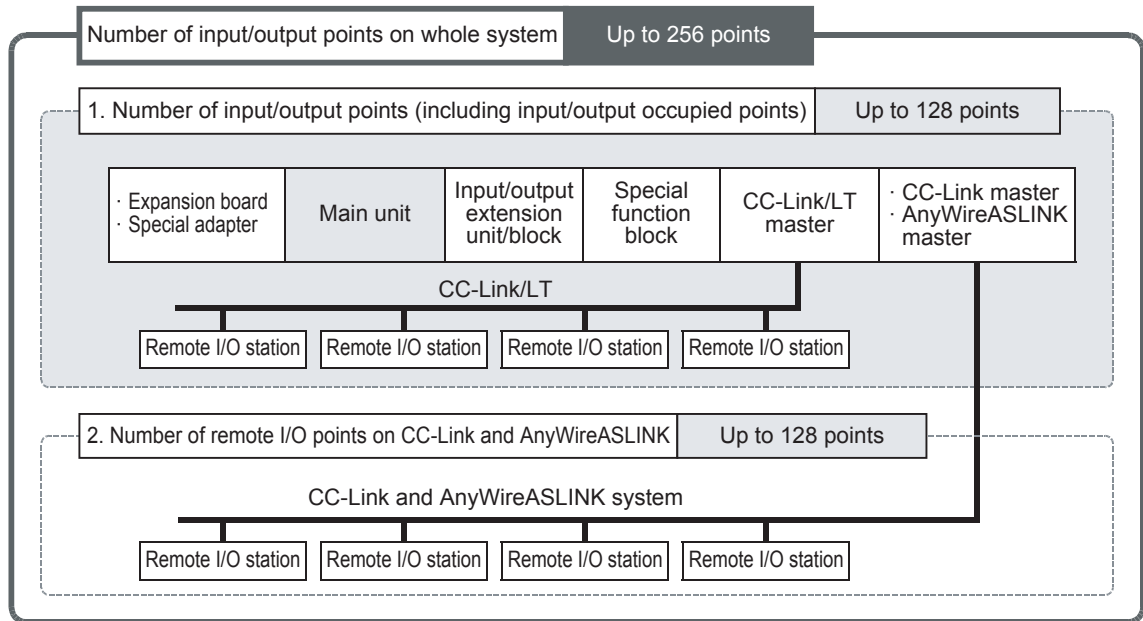 Number of input/output points on whole system
Up to 256 points
1. Number of input/output points (including input/output occupied points)
Up to 128 points
· Expansion board
· Special adapter
Main unit
Input/output
extension
unit/block
Special
function
block
CC-Link/LT
master
· CC-Link master
· AnyWireASLINK
master
CC-Link/LT
Remote I/O station
Remote I/O station
Remote I/O station
Remote I/O station
2. Number of remote I/O points on CC-Link and AnyWireASLINK
Up to 128 points
CC-Link and AnyWireASLINK system
Remote I/O station
Remote I/O station
Remote I/O station
Remote I/O station